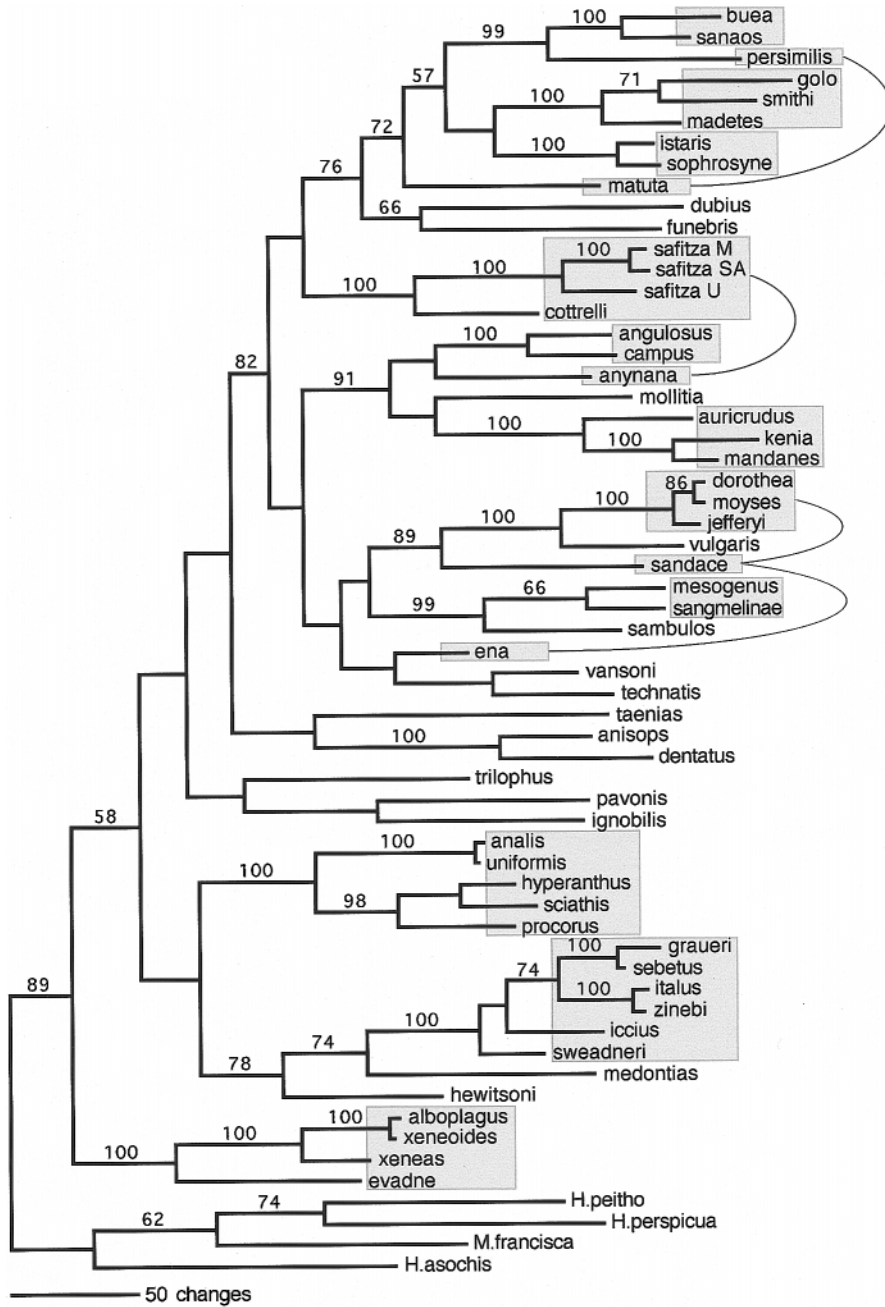 100
buea
sanaos
99
persimilis
57
71
golo
100
smithi
madetes
72
istaris
100
sophrosyne
76
matuta
66
dubius
funebris
100
safitza M
100
safitza SA
100
safitza U
cottrelli
100
angulosus
campus
82
91
anynana
mollitia
auricrudus
100
100
kenia
mandanes
86
dorothea
100
moyses
jefferyi
89
100
vulgaris
sandace
66
mesogenus
99
sangmelinae
sambulos
ena
vansoni
technatis
taenias
100
anisops
dentatus
trilophus
58
pavonis
ignobilis
100
analis
100
uniformis
hyperanthus
98
sciathis
procorus
100
graueri
74
sebetus
89
100
italus
zinebi
100
iccius
74
sweadneri
78
medontias
hewitsoni
100
alboplagus
100
xeneoides
100
xeneas
evadne
74
H.peitho
62
H.perspicua
M.francisca
H.asochis
50 changes